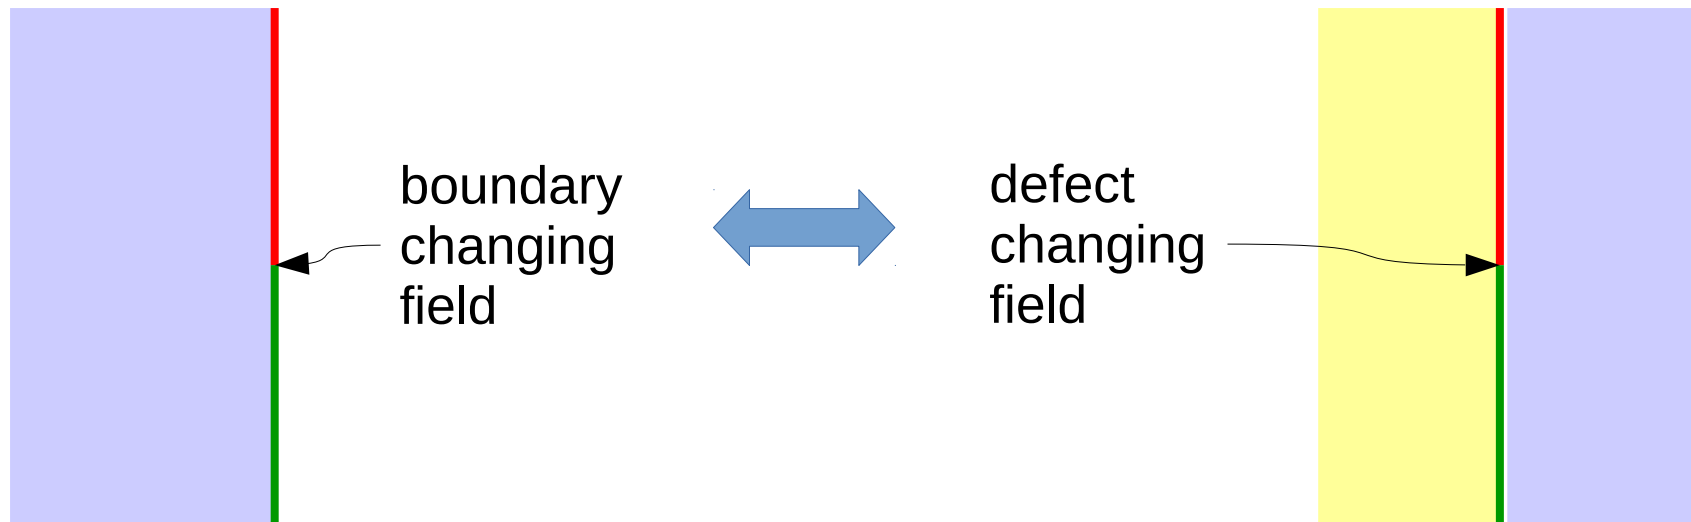 boundary
changing
field
defect
changing
field